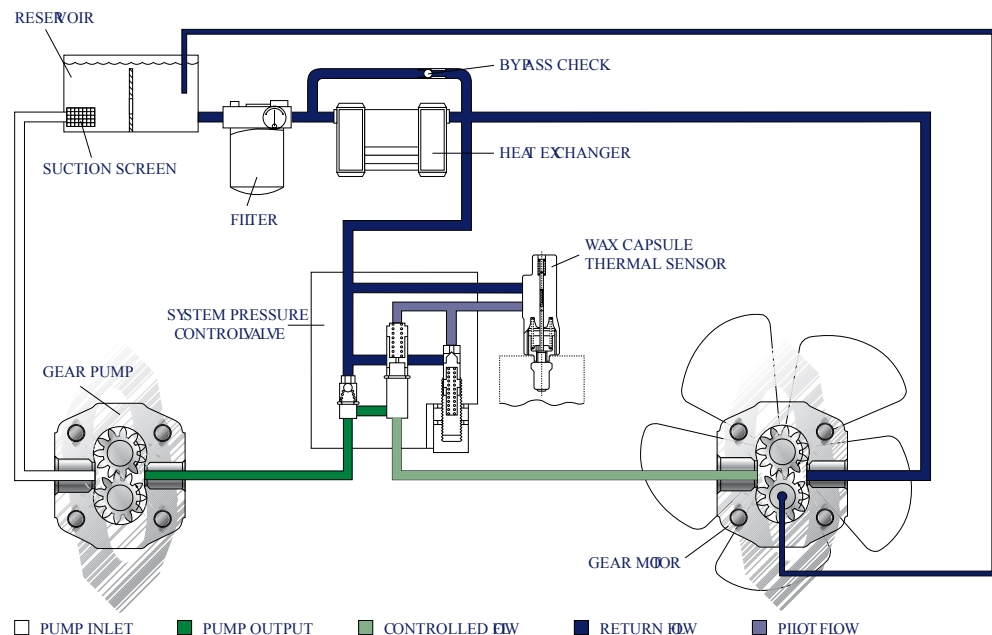 RESERVOIR
BYPASS CHECK
SUCTION SCREEN
HEAT EXCHANGER
FILTER
WAX CAPSULE
THERMAL SENSOR
SYSTEM PRESSURE
CONTROL VALVE
GEAR PUMP
GEAR MOTOR
PUMP INLET
PUMP OUTPUT
CONTROLLED FLOW
RETURN FLOW
PILOT FLOW